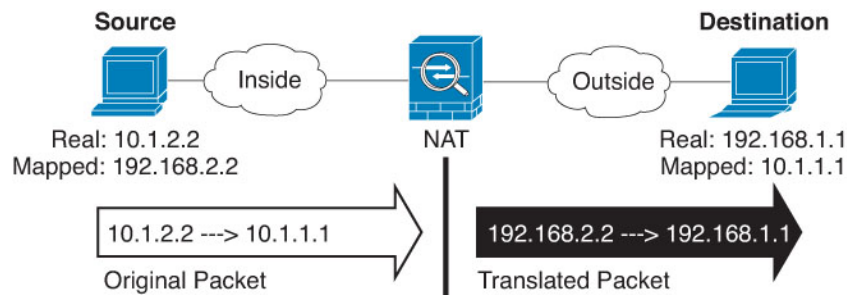 Source
Destination
Inside
Outside
Real: 10.1.2.2
Mapped: 192.168.2.2
NAT
Real: 192.168.1.1
Mapped: 10.1.1.1
10.1.2.2 ---> 10.1.1.1
192.168.2.2 ---> 192.168.1.1
Original Packet
Translated Packet